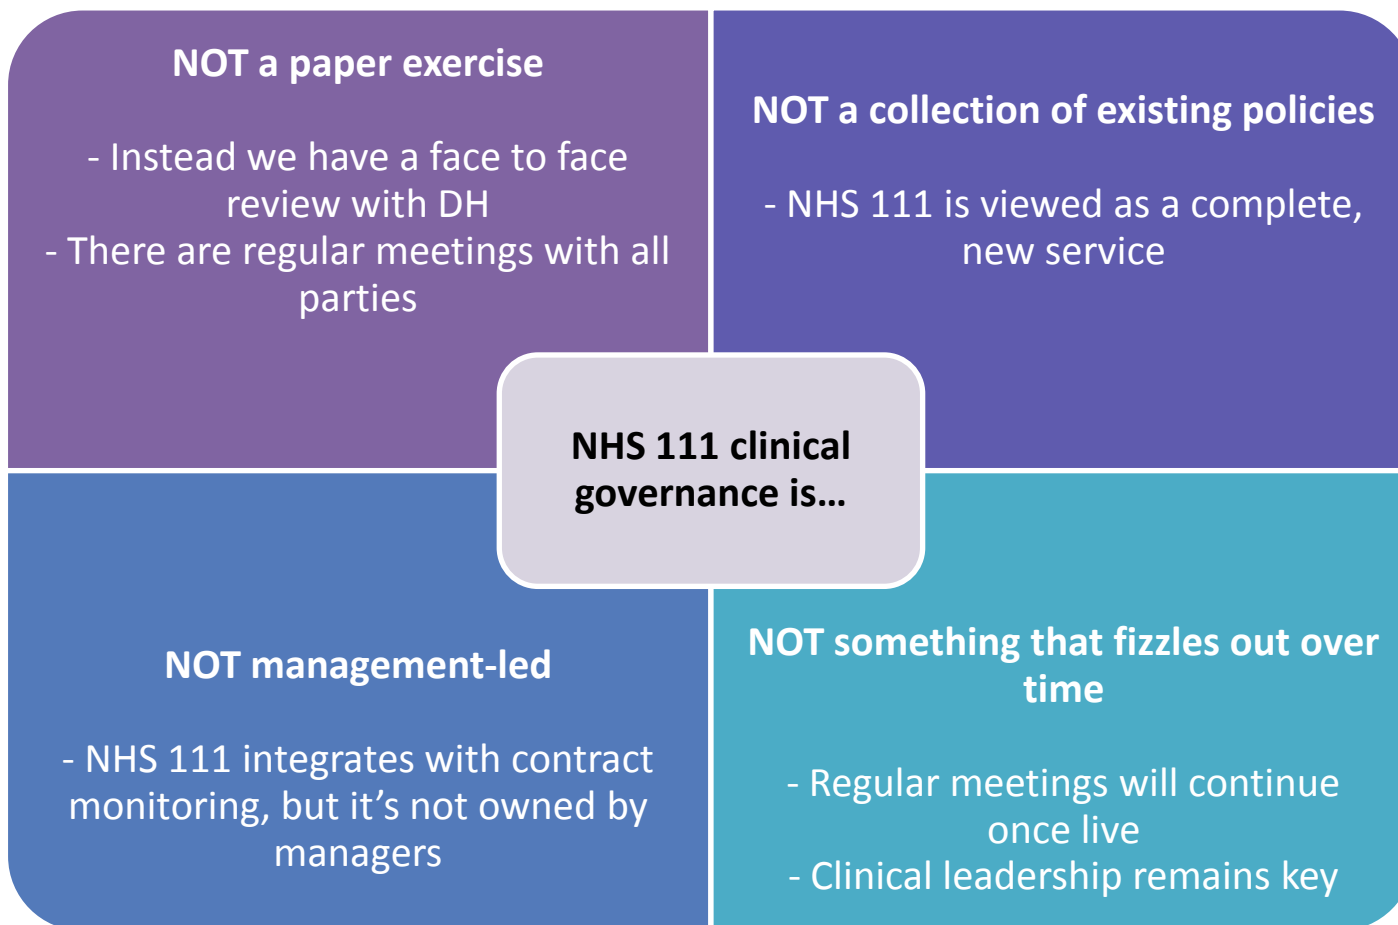 NOT a paper exercise
- Instead we have a face to face
review with DH
- There are regular meetings with all
parties
NOT a collection of existing policies
- NHS 111 is viewed as a complete,
new service
NHS 111 clinical
governance is…
NOT management-led
- NHS 111 integrates with contract
monitoring, but it’s not owned by
managers
NOT something that fizzles out over
time
- Regular meetings will continue
once live
- Clinical leadership remains key